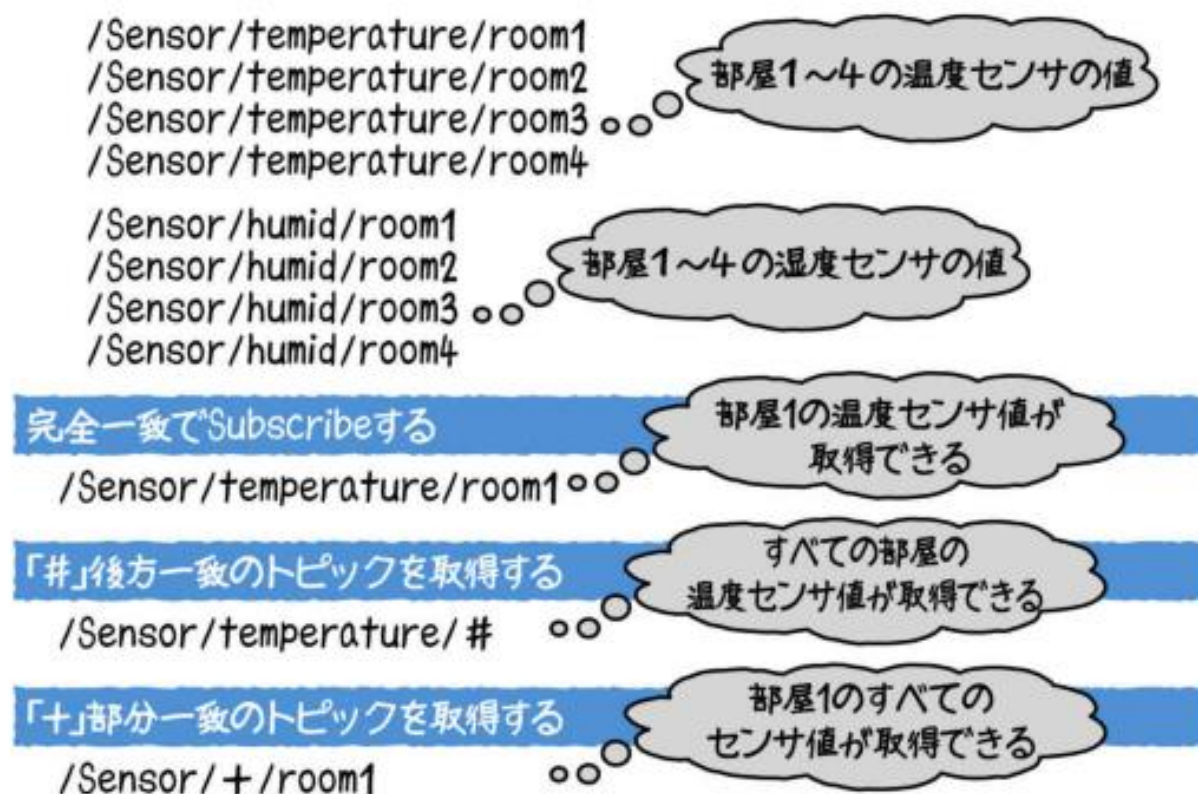 /Sensor/temperature/room1
/Sensor/temperature/room2
/Sensor/temperature/room3
/Sensor/temperature/room4
部屋1〜4の温度センサの値
/Sensor/humid/room1
/Sensor/humid/room2
/Sensor/humid/room3
/Sensor/humid/room4
部屋1〜4の湿度センサの値
完全一致でSubscribeする
/Sensor/temperature/room1
部屋1の温度センサ値が
取得できる
「#」後方一致のトピックを取得する
/Sensor/temperature/#
すべての部屋の
温度センサ値が取得できる
「+」部分一致のトピックを取得する
/Sensor/+/room1
部屋1のすべての
センサ値が取得できる